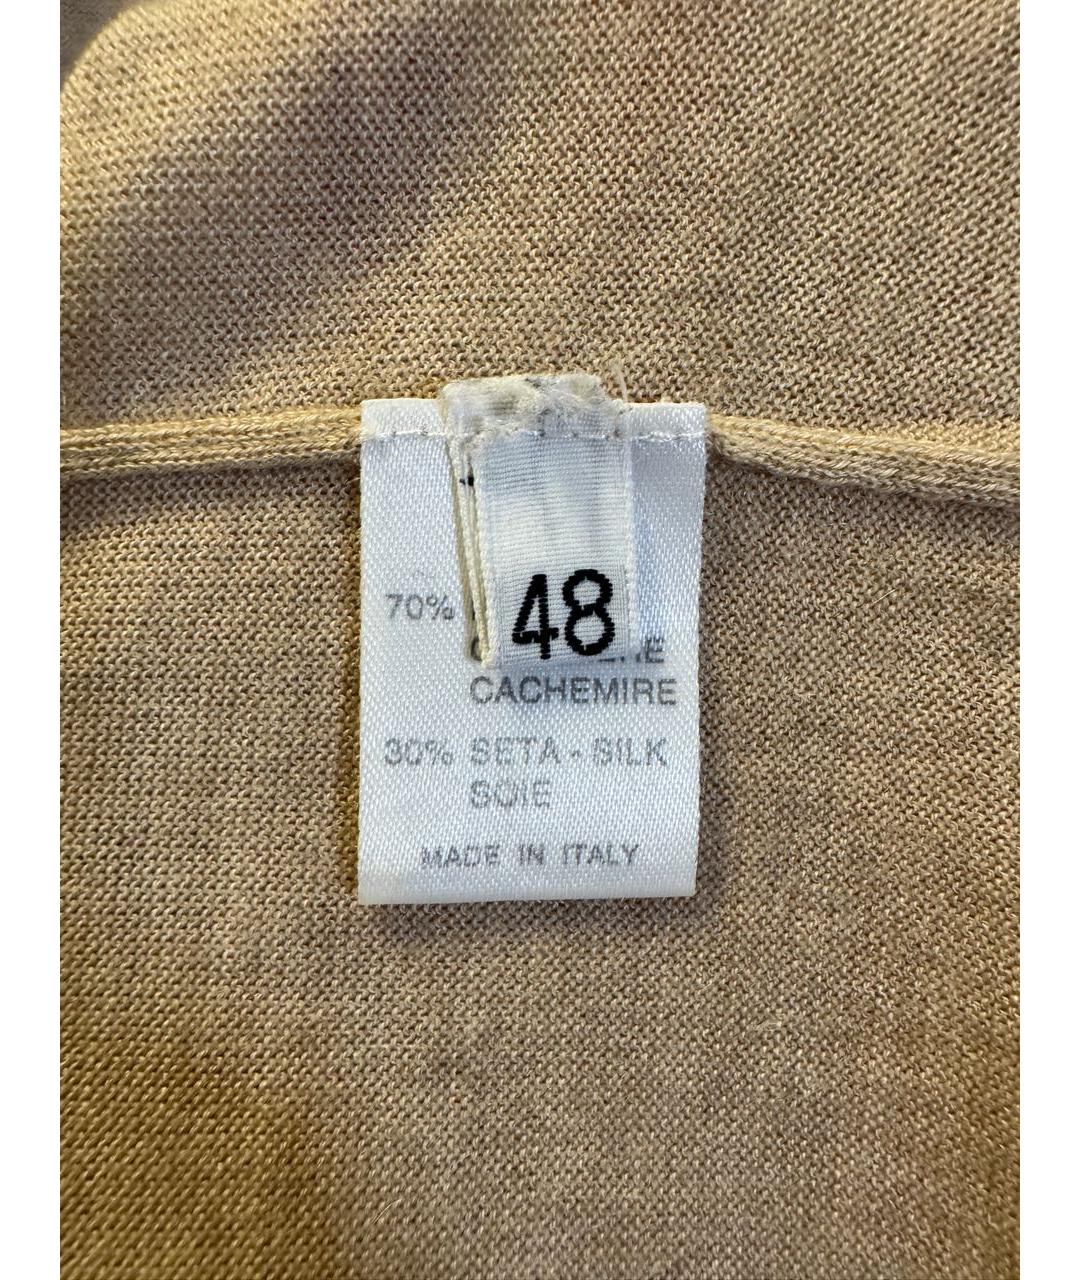 48
70%
CACHEMIRE
30% SETA - SILK
SOIE
MADE IN ITALY